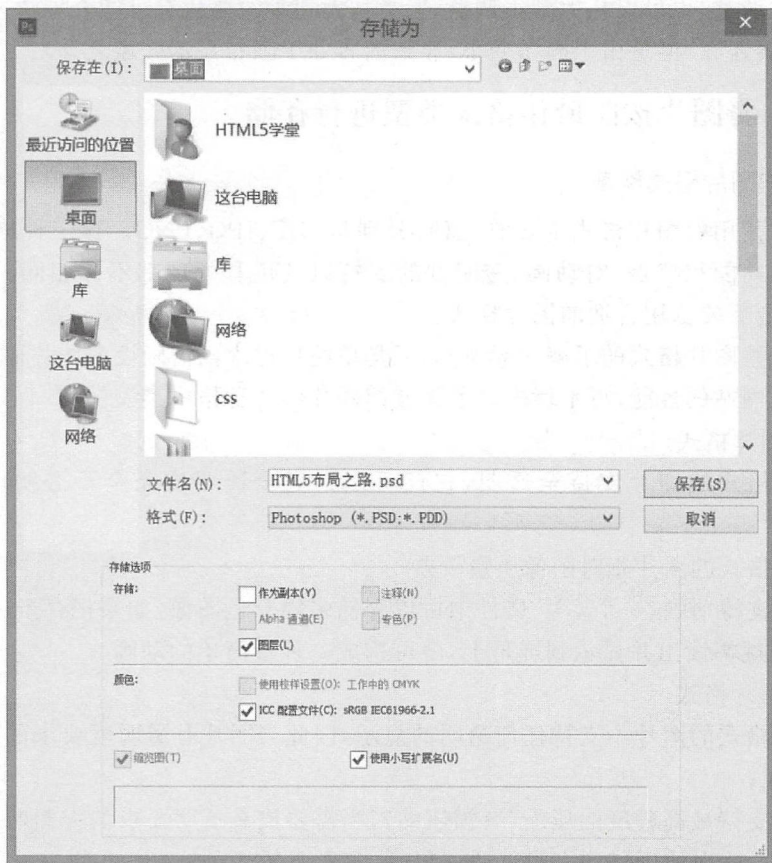 Ps
存储为
保存在(I):
桌面
最近访问的位置
桌面
库
这台电脑
网络
HTML5学堂
这台电脑
库
网络
css
文件名(N):
HTML5布局之路.psd
保存(S)
格式(F):
Photoshop (*.PSD;*.PDD)
取消
存储选项
存储:
作为副本(Y)
注释(N)
Alpha 通道(E)
专色(P)
图层(L)
颜色:
使用校样设置(O): 工作中的 CMYK
ICC 配置文件(C): sRGB IEC61966-2.1
缩览图(T)
使用小写扩展名(U)